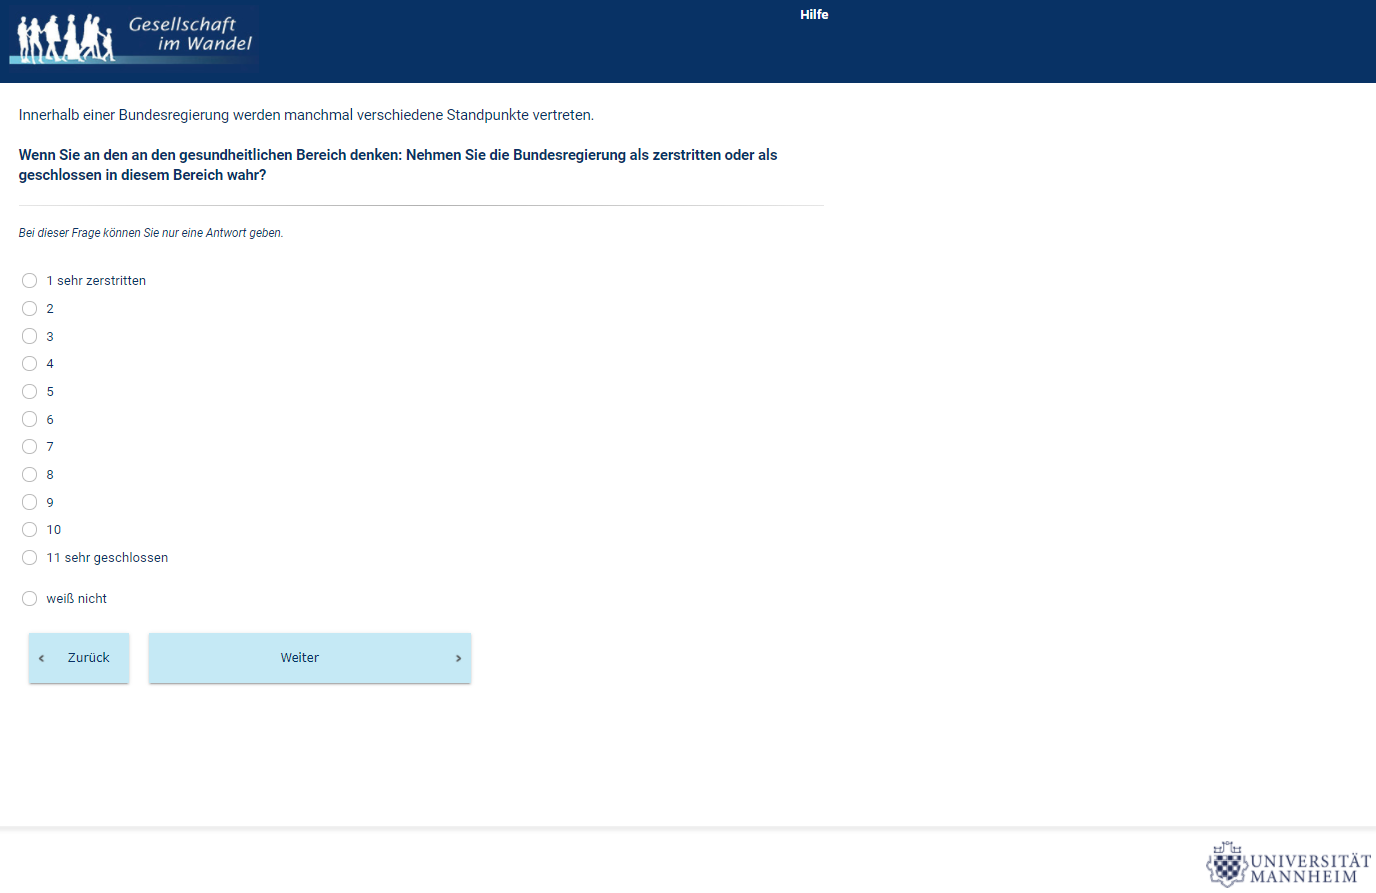 Gesellschaft
im Wandel
Hilfe
Innerhalb einer Bundesregierung werden manchmal verschiedene Standpunkte vertreten.
Wenn Sie an den an den gesundheitlichen Bereich denken: Nehmen Sie die Bundesregierung als zerstritten oder als
geschlossen in diesem Bereich wahr?
Bei dieser Frage können Sie nur eine Antwort geben.
1 sehr zerstritten
2
3
4
5
6
7
8
9
10
11 sehr geschlossen
weiß nicht
Zurück
Weiter
UNIVERSITÄT
MANNHEIM